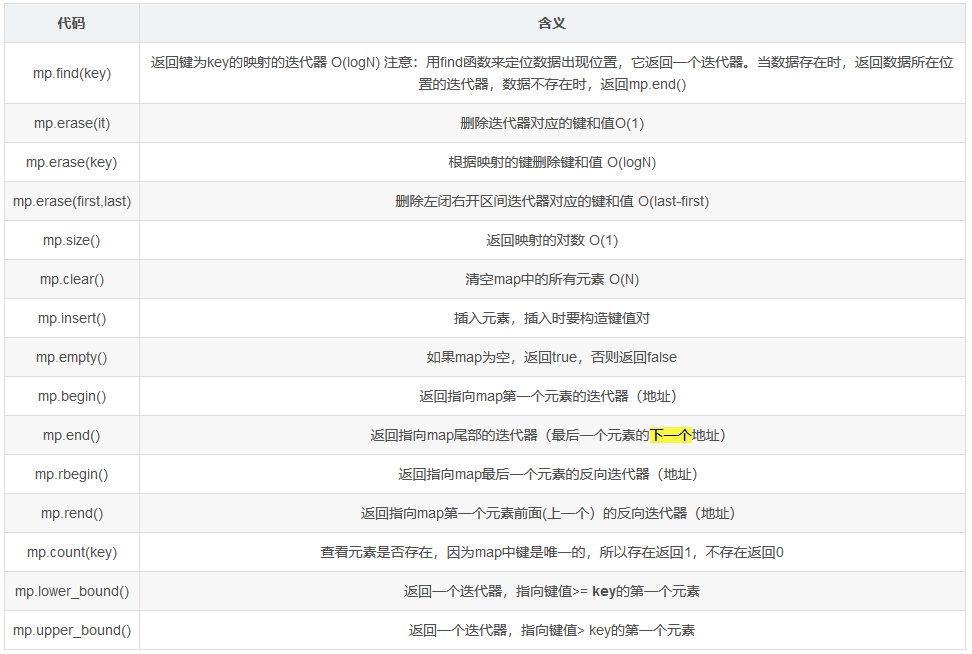 代码 含义
mp.find(key) 返回键为key的映射的迭代器 O(logN) 注意：用find函数来定位数据出现位置，它返回一个迭代器。当数据存在时，返回数据所在位
置的迭代器，数据不存在时，返回mp.end()
mp.erase(it) 删除迭代器对应的键和值O(1)
mp.erase(key) 根据映射的键删除键和值 O(logN)
mp.erase(first,last) 删除左闭右开区间迭代器对应的键和值 O(last-first)
mp.size() 返回映射的对数 O(1)
mp.clear() 清空map中的所有元素 O(N)
mp.insert() 插入元素，插入时要构造键值对
mp.empty() 如果map为空，返回true，否则返回false
mp.begin() 返回指向map第一个元素的迭代器（地址）
mp.end() 返回指向map尾部的迭代器（最后一个元素的下一个地址）
mp.rbegin() 返回指向map最后一个元素的反向迭代器（地址）
mp.rend() 返回指向map第一个元素前面(上一个）的反向迭代器（地址）
mp.count(key) 查看元素是否存在，因为map中键是唯一的，所以存在返回1，不存在返回0
mp.lower_bound() 返回一个迭代器，指向键值>= key的第一个元素
mp.upper_bound() 返回一个迭代器，指向键值> key的第一个元素